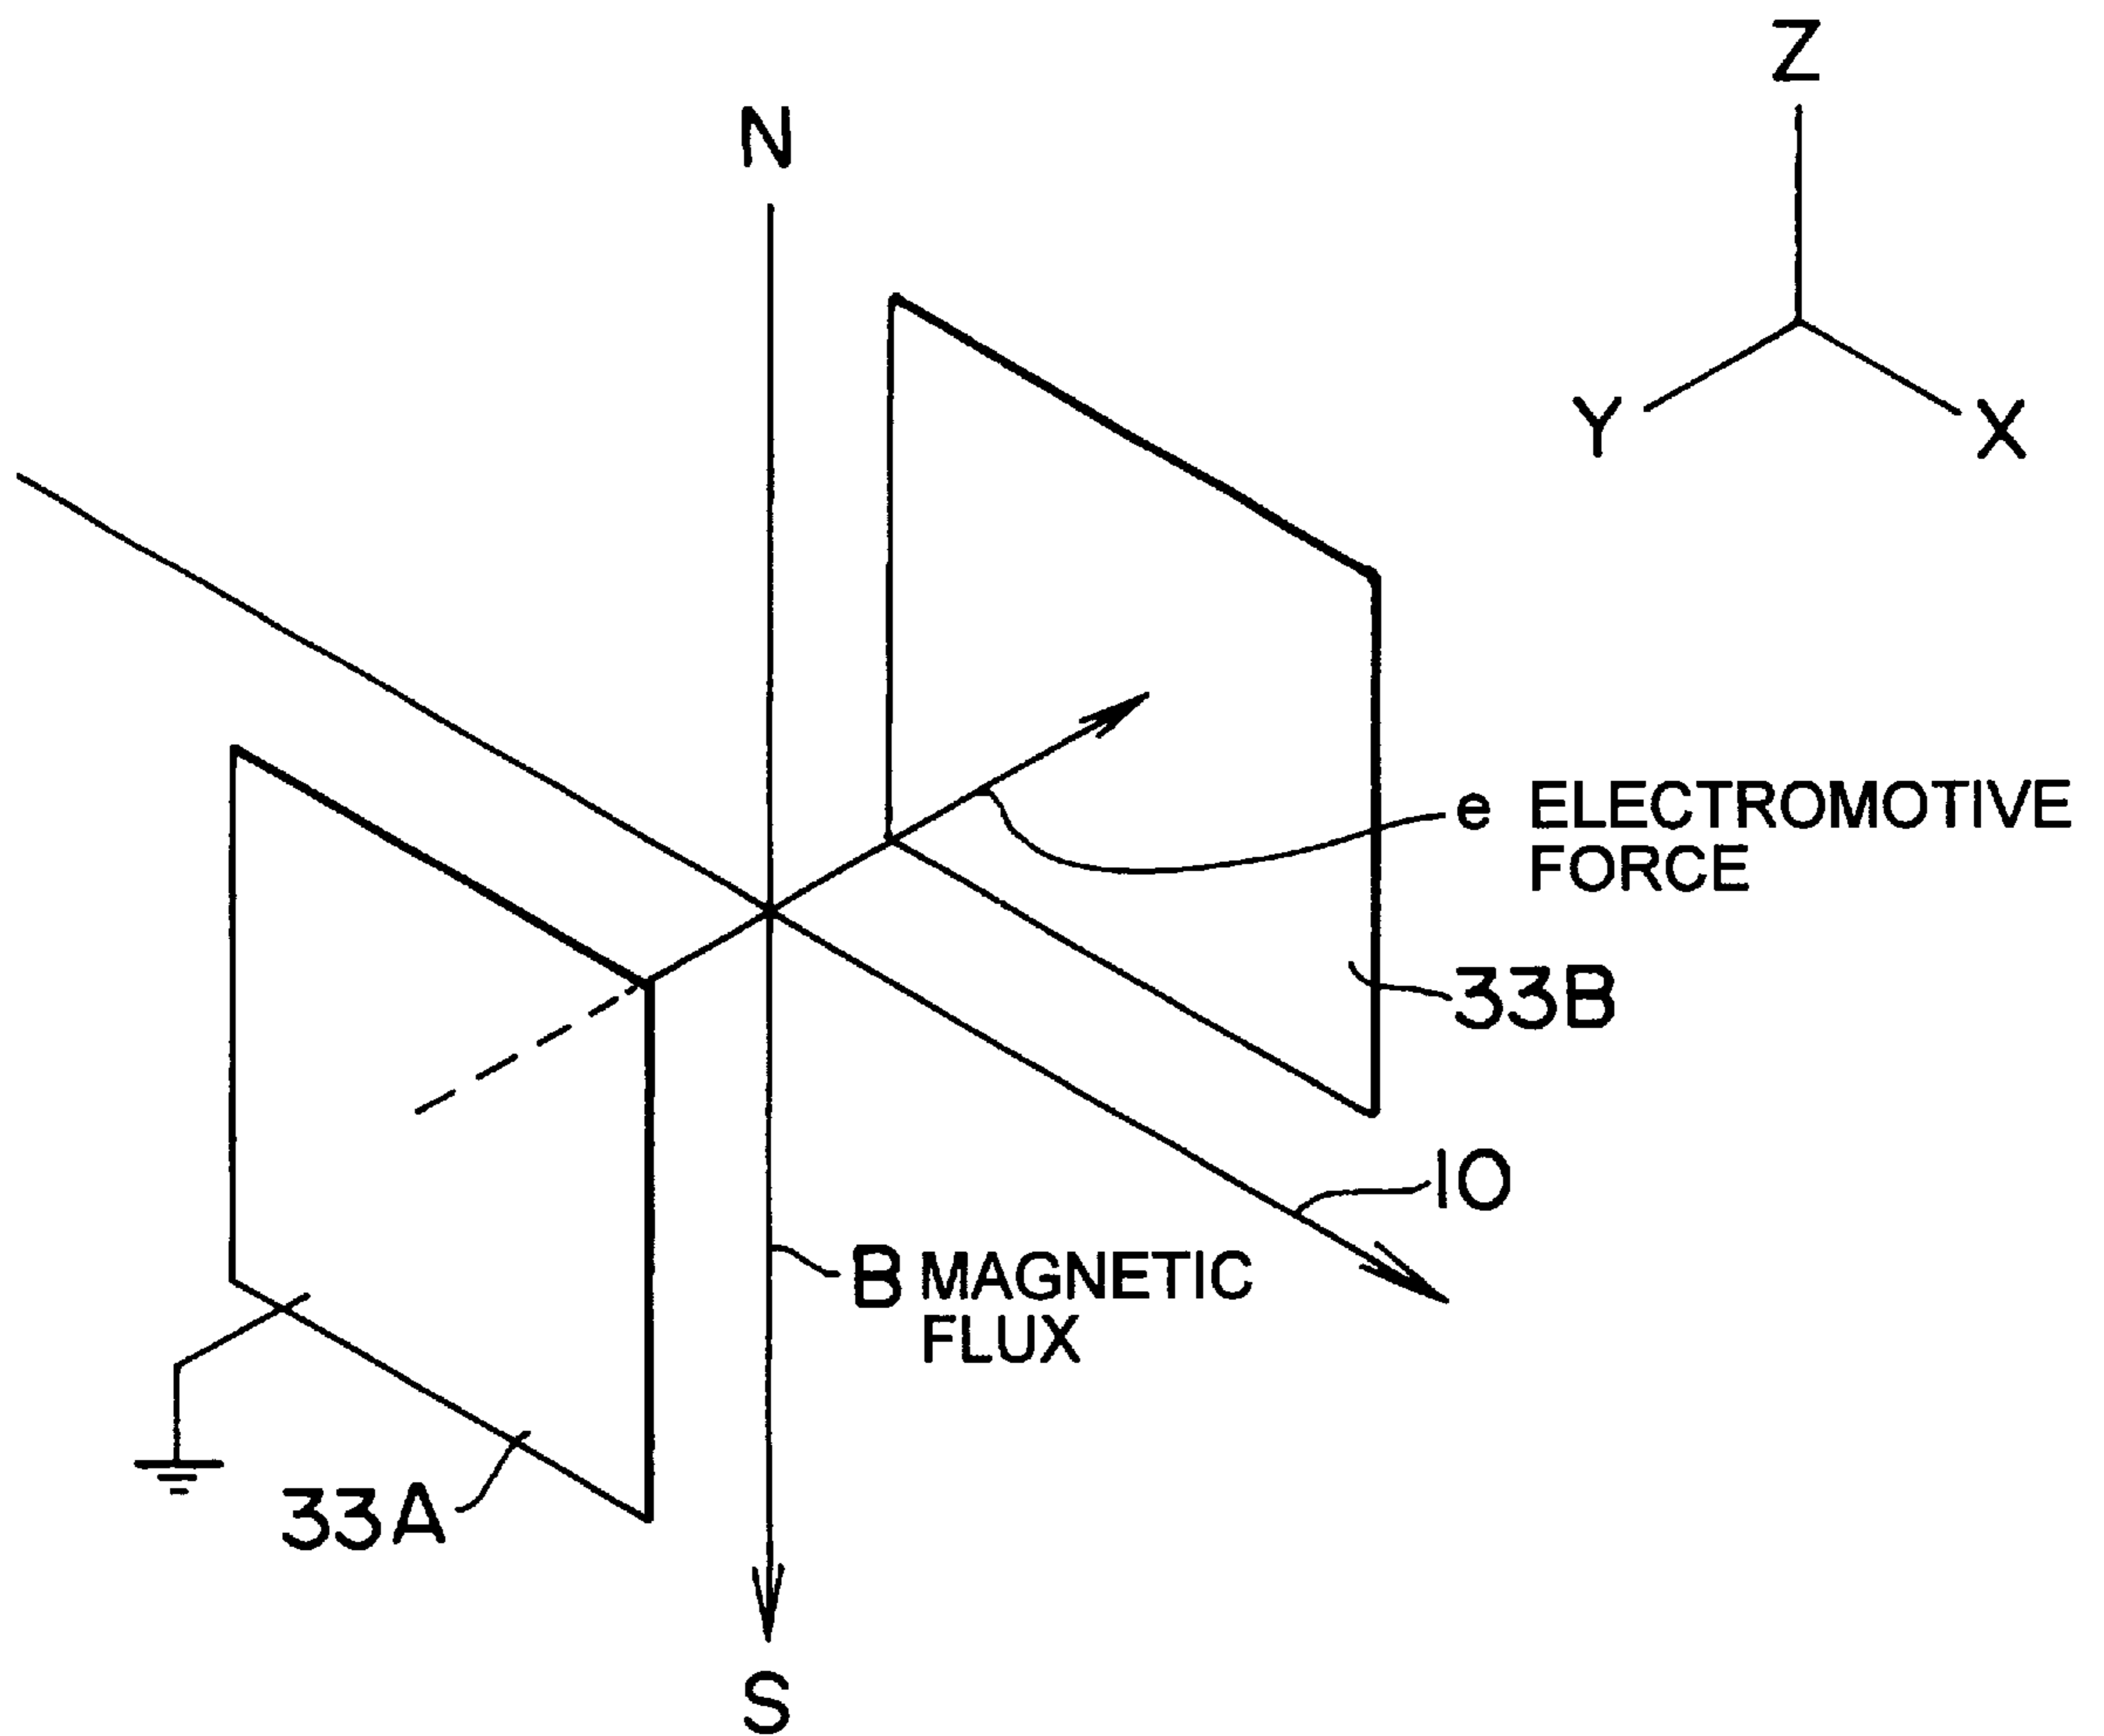 Z
N
Y
X
e ELECTROMOTIVE
FORCE
33B
10
B MAGNETIC
FLUX
33A
S